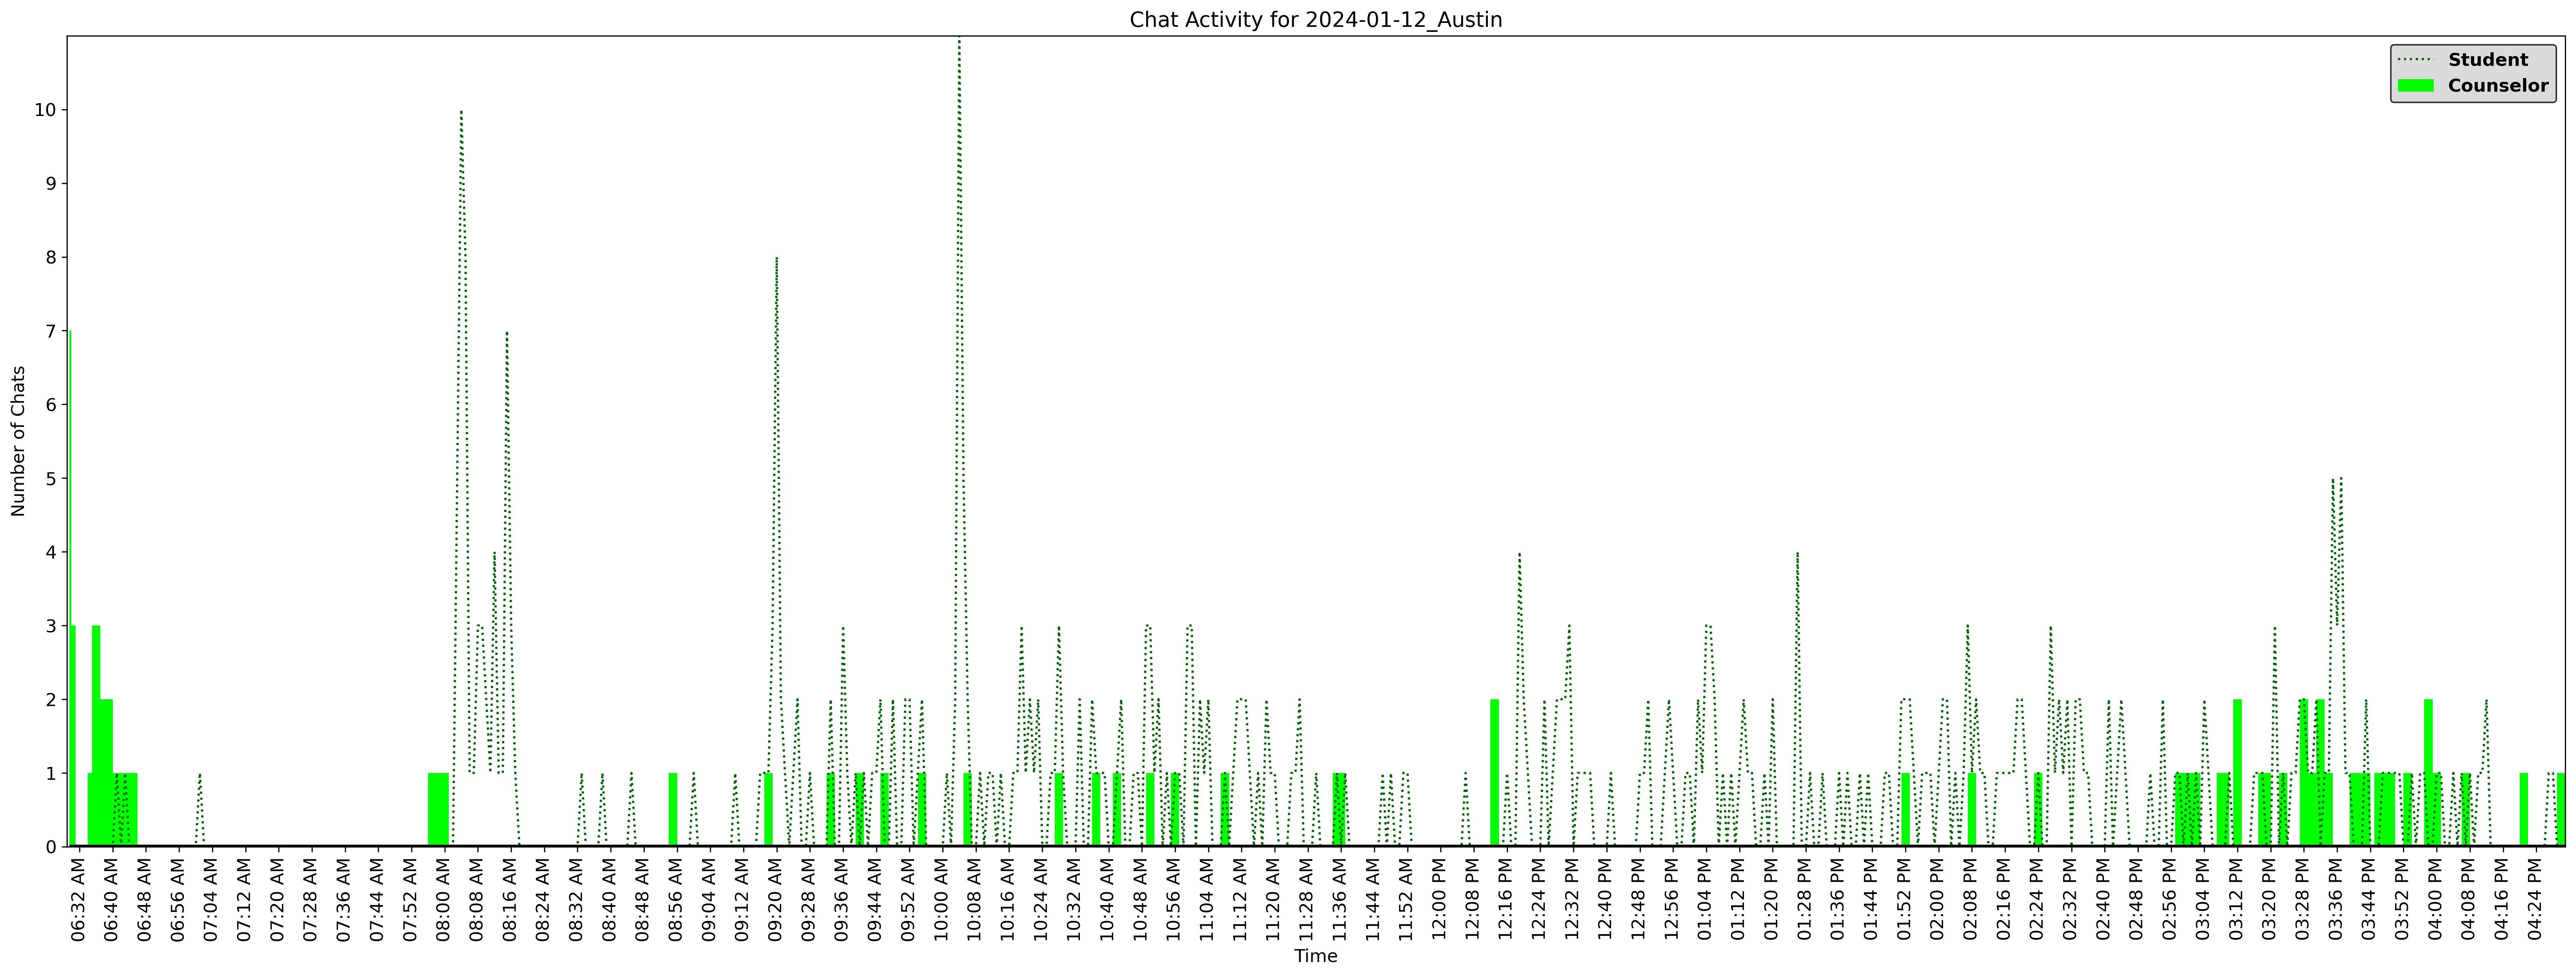 Chat Activity for 2024-01-12_Austin
Student
Counselor
Number of Chats
10
9
8
7
6
5
4
3
2
1
0
06:32 AM
06:40 AM
06:48 AM
06:56 AM
07:04 AM
07:12 AM
07:20 AM
07:28 AM
07:36 AM
07:44 AM
07:52 AM
08:00 AM
08:08 AM
08:16 AM
08:24 AM
08:32 AM
08:40 AM
08:48 AM
08:56 AM
09:04 AM
09:12 AM
09:20 AM
09:28 AM
09:36 AM
09:44 AM
09:52 AM
10:00 AM
10:08 AM
10:16 AM
10:24 AM
10:32 AM
10:40 AM
10:48 AM
10:56 AM
11:04 AM
11:12 AM
11:20 AM
11:28 AM
11:36 AM
11:44 AM
11:52 AM
12:00 PM
12:08 PM
12:16 PM
12:24 PM
12:32 PM
12:40 PM
12:48 PM
12:56 PM
01:04 PM
01:12 PM
01:20 PM
01:28 PM
01:36 PM
01:44 PM
01:52 PM
02:00 PM
02:08 PM
02:16 PM
02:24 PM
02:32 PM
02:40 PM
02:48 PM
02:56 PM
03:04 PM
03:12 PM
03:20 PM
03:28 PM
03:36 PM
03:44 PM
03:52 PM
04:00 PM
04:08 PM
04:16 PM
04:24 PM
Time